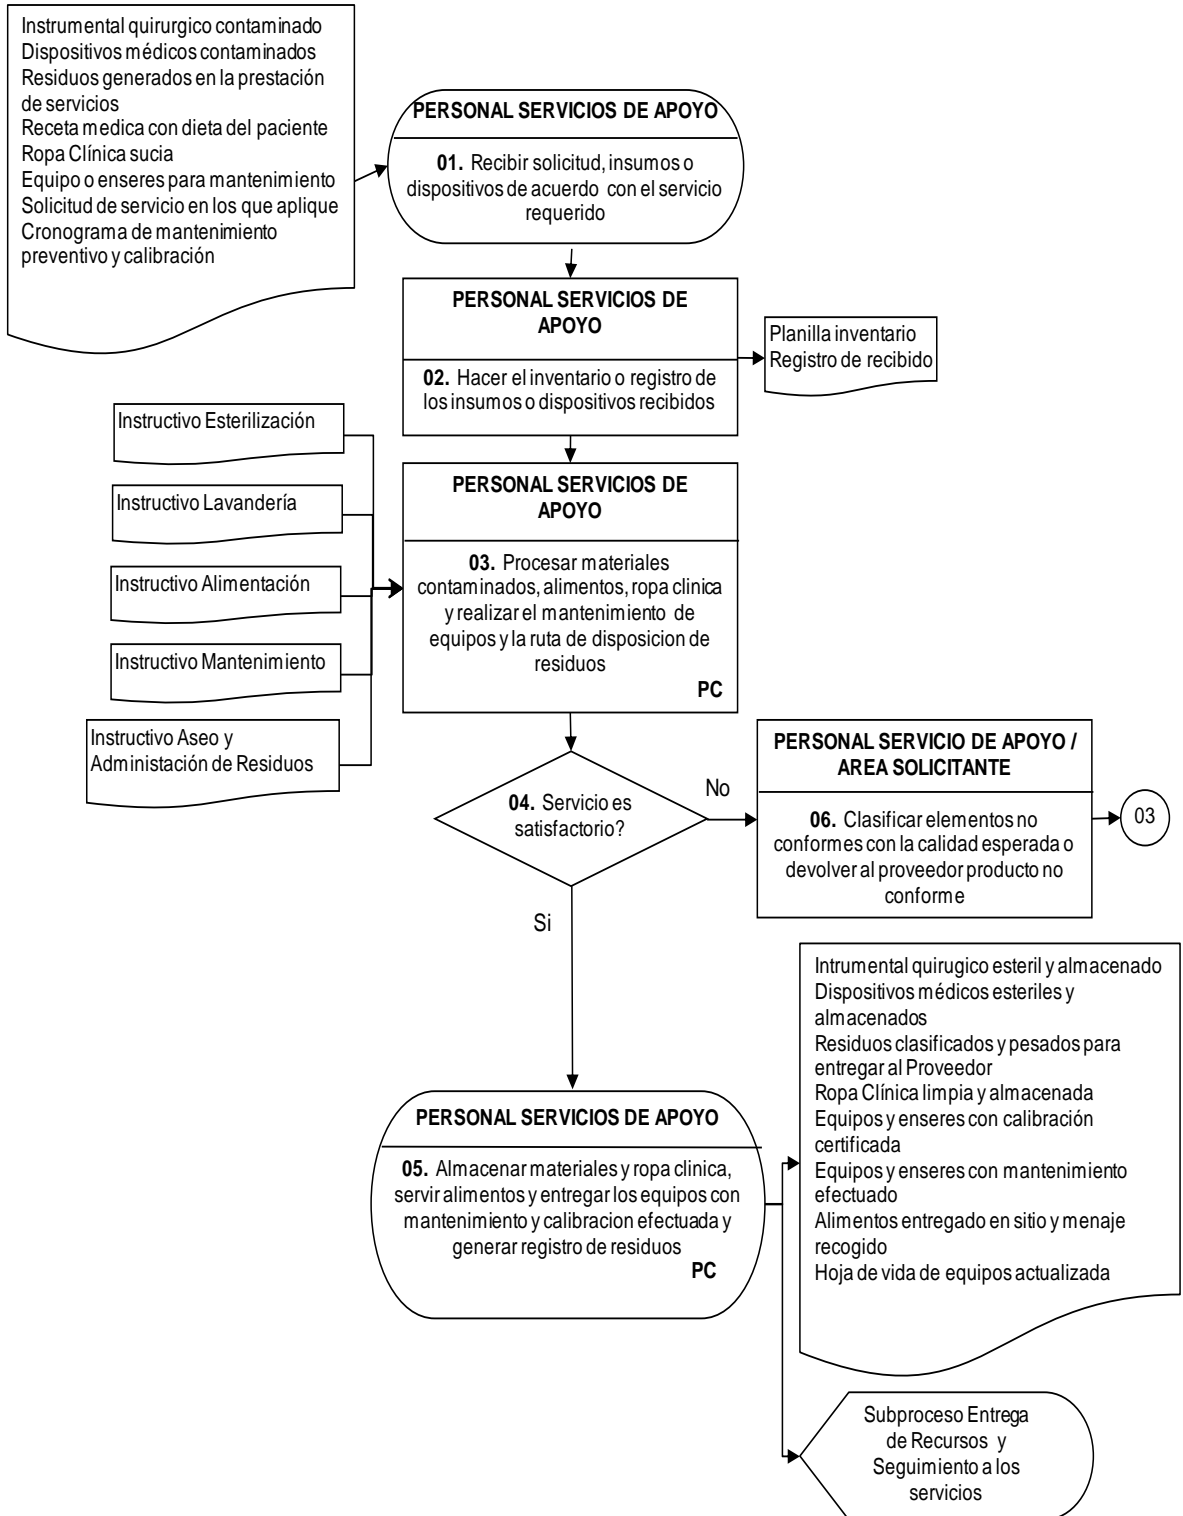 Instrumental quirurgico contaminado
Dispositivos médicos contaminados
Residuos generados en la prestación
de servicios
Receta medica con dieta del paciente
Ropa Clínica sucia
Equipo o enseres para mantenimiento
Solicitud de servicio en los que aplique
Cronograma de mantenimiento
preventivo y calibración
PERSONAL SERVICIOS DE APOYO
01. Recibir solicitud, insumos o
dispositivos de acuerdo con el servicio
requerido
PERSONAL SERVICIOS DE
APOYO
02. Hacer el inventario o registro de
los insumos o dispositivos recibidos
Planilla inventario
Registro de recibido
Instructivo Esterilización
Instructivo Lavandería
Instructivo Alimentación
Instructivo Mantenimiento
Instructivo Aseo y
Administación de Residuos
PERSONAL SERVICIOS DE
APOYO
03. Procesar materiales
contaminados, alimentos, ropa clinica
y realizar el mantenimiento de
equipos y la ruta de disposicion de
residuos
PC
04. Servicio es
satisfactorio?
No
Si
PERSONAL SERVICIO DE APOYO /
AREA SOLICITANTE
06. Clasificar elementos no
conformes con la calidad esperada o
devolver al proveedor producto no
conforme
03
PERSONAL SERVICIOS DE APOYO
05. Almacenar materiales y ropa clinica,
servir alimentos y entregar los equipos con
mantenimiento y calibracion efectuada y
generar registro de residuos
PC
Intrumental quirugico esteril y almacenado
Dispositivos médicos esteriles y
almacenados
Residuos clasificados y pesados para
entregar al Proveedor
Ropa Clínica limpia y almacenada
Equipos y enseres con calibración
certificada
Equipos y enseres con mantenimiento
efectuado
Alimentos entregado en sitio y menaje
recogido
Hoja de vida de equipos actualizada
Subproceso Entrega
de Recursos y
Seguimiento a los
servicios